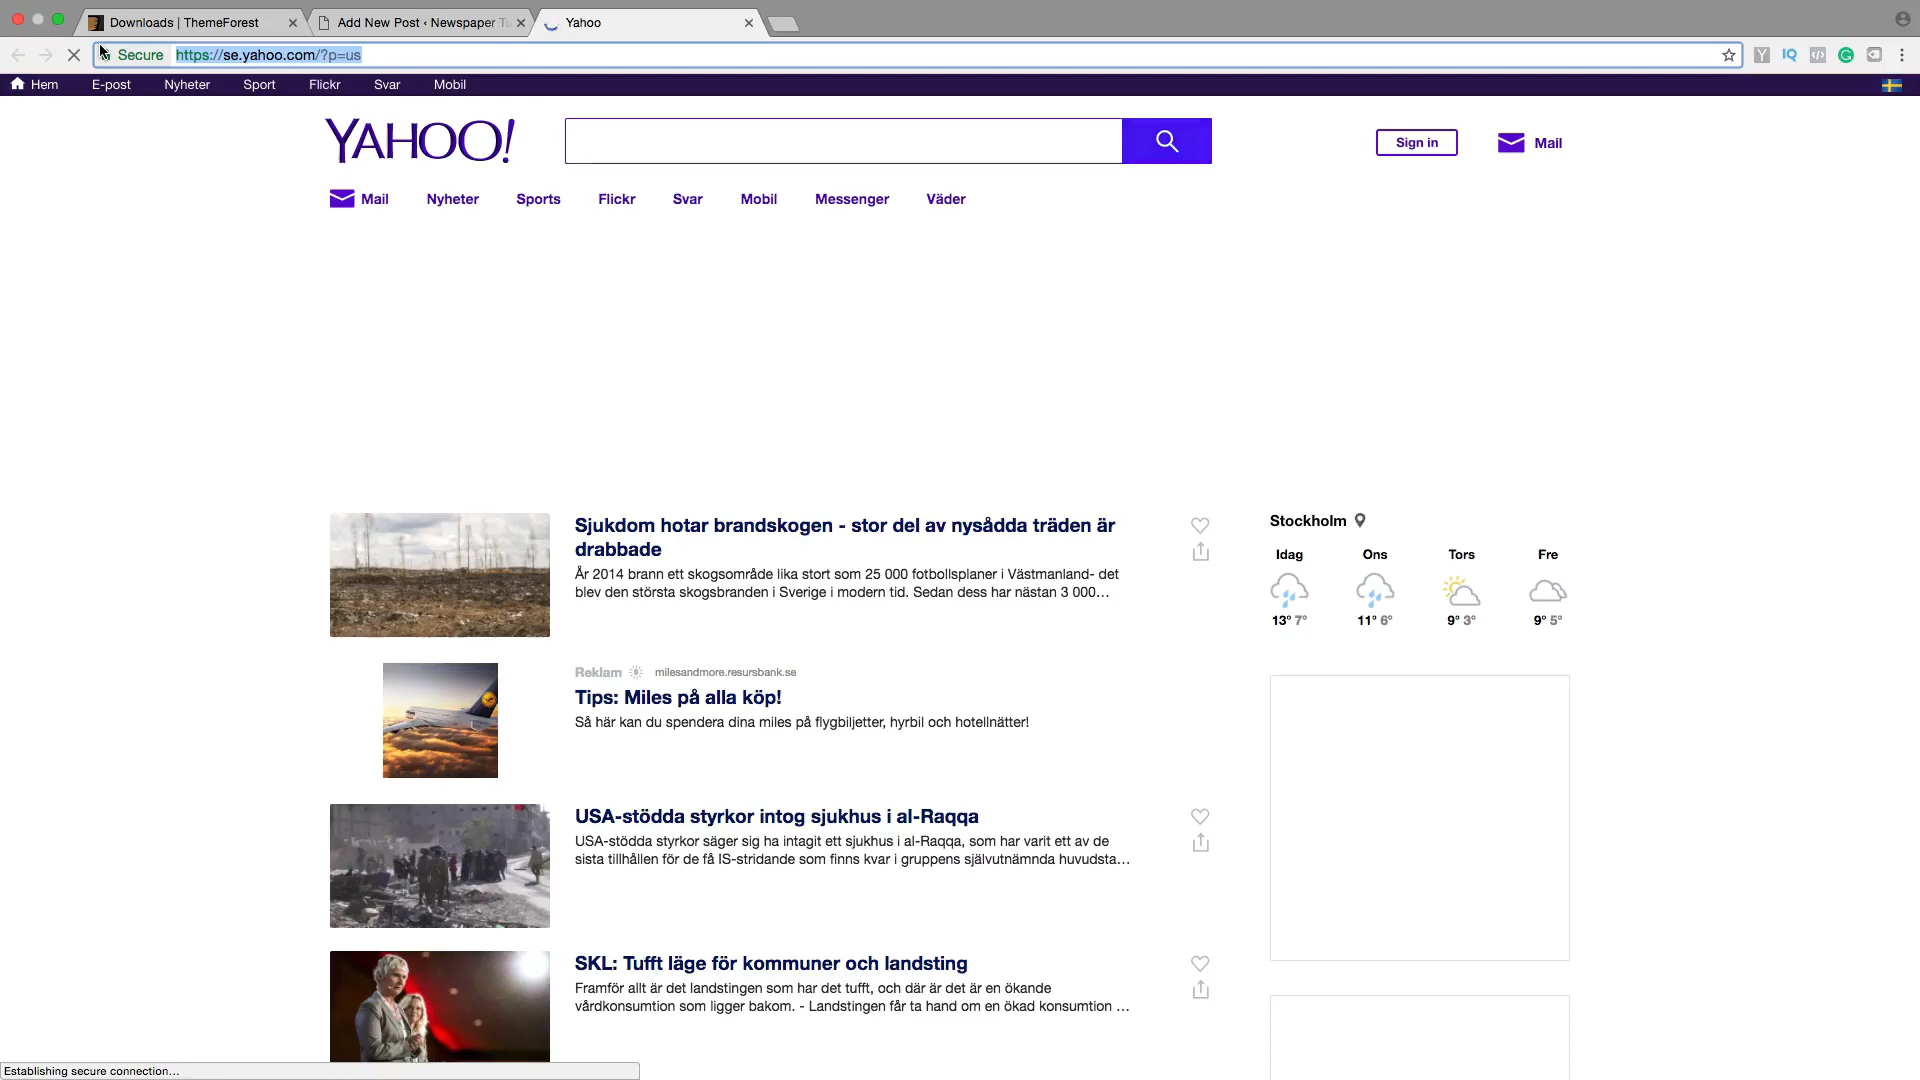 Downloads | ThemeForest
Add New Post ‹ Newspaper Tu
Yahoo
Secure https://se.yahoo.com/?p=us
Hem E-post Nyheter Sport Flickr Svar Mobil
YAHOO!
Sign in
Mail
Mail Nyheter Sports Flickr Svar Mobil Messenger Väder
Sjukdom hotar brandskogen - stor del av nysådda träden är
drabbade
År 2014 brann ett skogsområde lika stort som 25 000 fotbollsplaner i Västmanland- det
blev den största skogsbranden i Sverige i modern tid. Sedan dess har nästan 3 000…
Stockholm
Idag Ons Tors Fre
13° 7° 11° 6° 9° 3° 9° 5°
Reklam milesandmore.resursbank.se
Tips: Miles på alla köp!
Så här kan du spendera dina miles på flygbiljetter, hyrbil och hotellnätter!
USA-stödda styrkor intog sjukhus i al-Raqqa
USA-stödda styrkor säger sig ha intagit ett sjukhus i al-Raqqa, som har varit ett av de
sista tillhållen för de få IS-stridande som finns kvar i gruppens självutnämnda huvudsta…
SKL: Tufft läge för kommuner och landsting
Framför allt är det landstingen som har det tufft, och där är det är en ökande
vårdkonsumtion som ligger bakom. - Landstingen får ta hand om en ökad konsumtion …
Establishing secure connection…